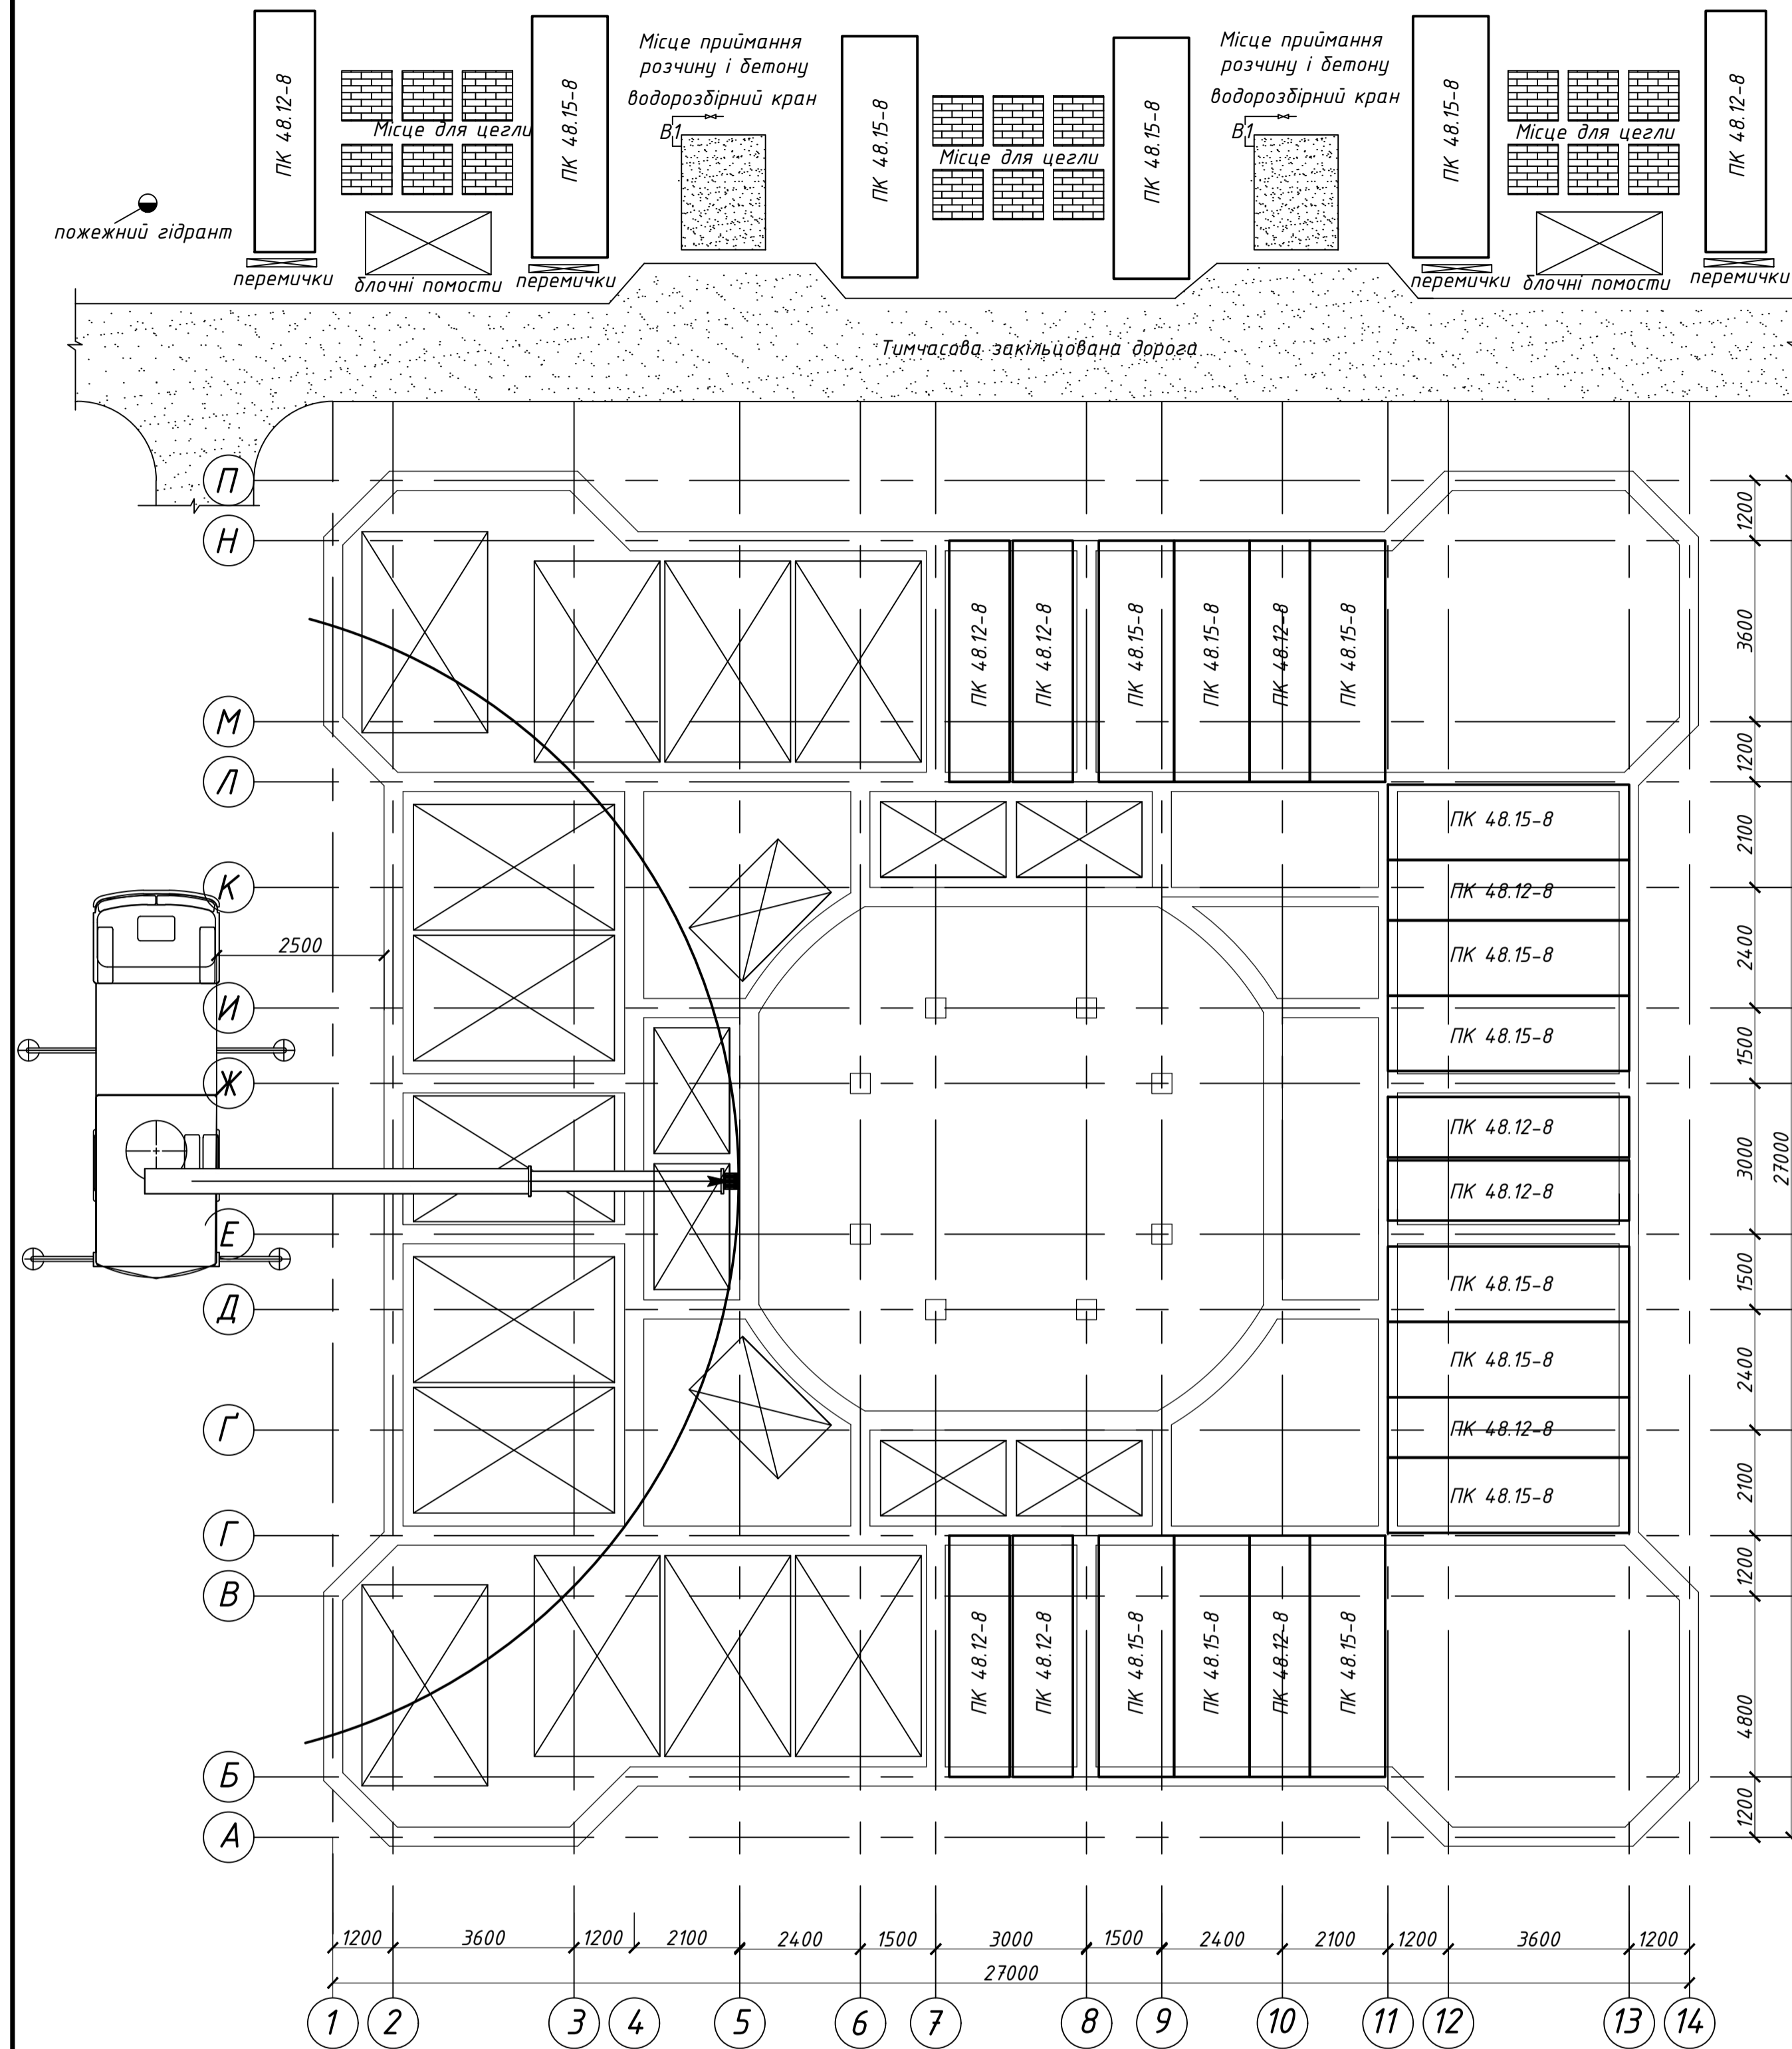 ПК 48.12-8
ПК 48.15-8
Місце приймання
розчину і бетону
водорозбірний кран
В1
Місце для цегли
ПК 48.15-8
Місце для цегли
ПК 48.15-8
Місце приймання
розчину і бетону
водорозбірний кран
В1
ПК 48.15-8
Місце для цегли
ПК 48.12-8
пожежний гідрант
перемички
блочні помости
перемички
перемички
блочні помости
перемички
Тимчасова закільцована дорога
П
1200
Н
3600
ПК 48.12-8
ПК 48.12-8
ПК 48.15-8
ПК 48.15-8
ПК 48.12-8
ПК 48.15-8
М
1200
Л
ПК 48.15-8
2100
К
ПК 48.12-8
2500
ПК 48.15-8
2400
И
ПК 48.15-8
1500
Ж
ПК 48.12-8
3000
27000
ПК 48.12-8
Е
ПК 48.15-8
1500
Д
ПК 48.15-8
2400
Ґ
ПК 48.12-8
ПК 48.15-8
2100
Г
1200
В
ПК 48.12-8
ПК 48.12-8
ПК 48.15-8
ПК 48.15-8
ПК 48.12-8
ПК 48.15-8
4800
Б
1200
А
1200
3600
1200
2100
2400
1500
3000
1500
2400
2100
1200
3600
1200
27000
1
2
3
4
5
6
7
8
9
10
11
12
13
14